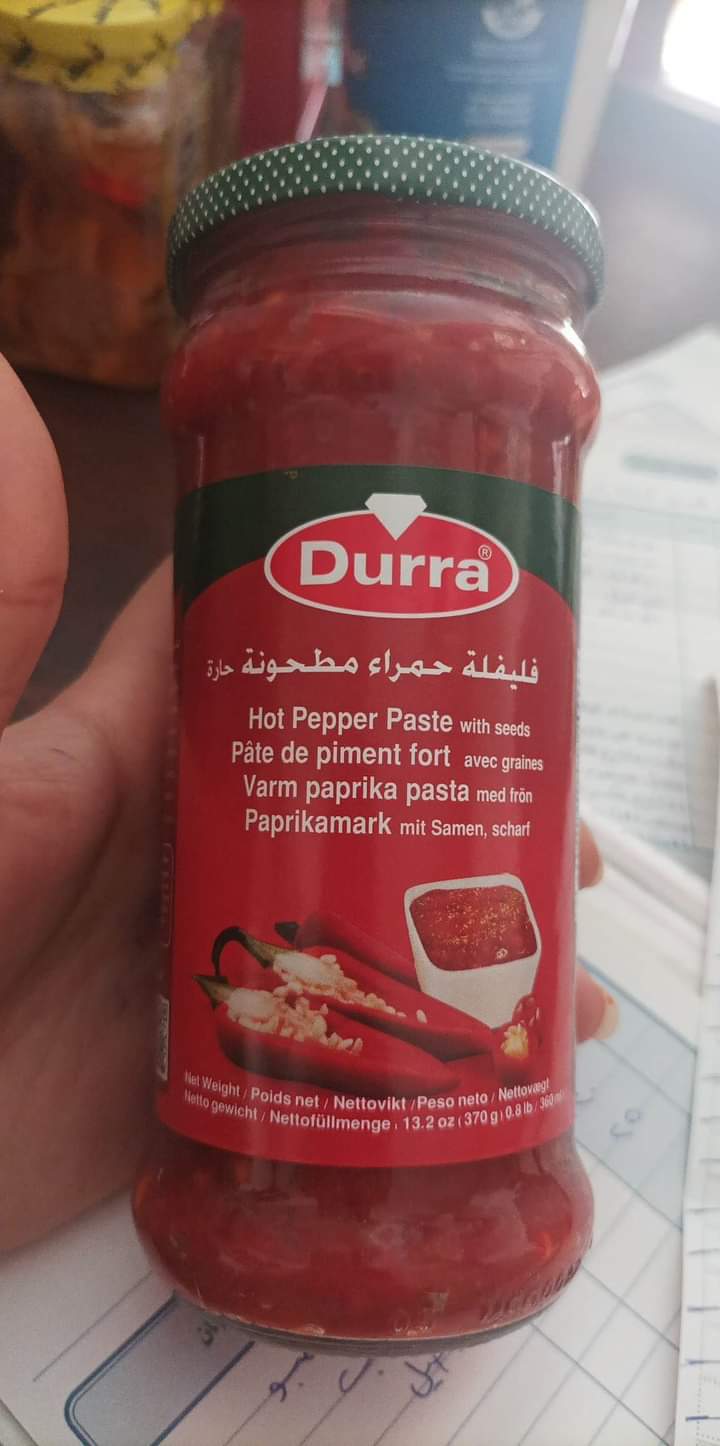 Durra®
فليفلة حمراء مطحونة حارة
Hot Pepper Paste with seeds
Pâte de piment fort avec graines
Varm paprika pasta med frön
Paprikamark mit Samen, scharf
Net Weight / Poids net / Nettovikt / Peso neto / Nettovægt
Netto gewicht / Nettofüllmenge . 13.2 oz (370 g) 0.8 lb / 360